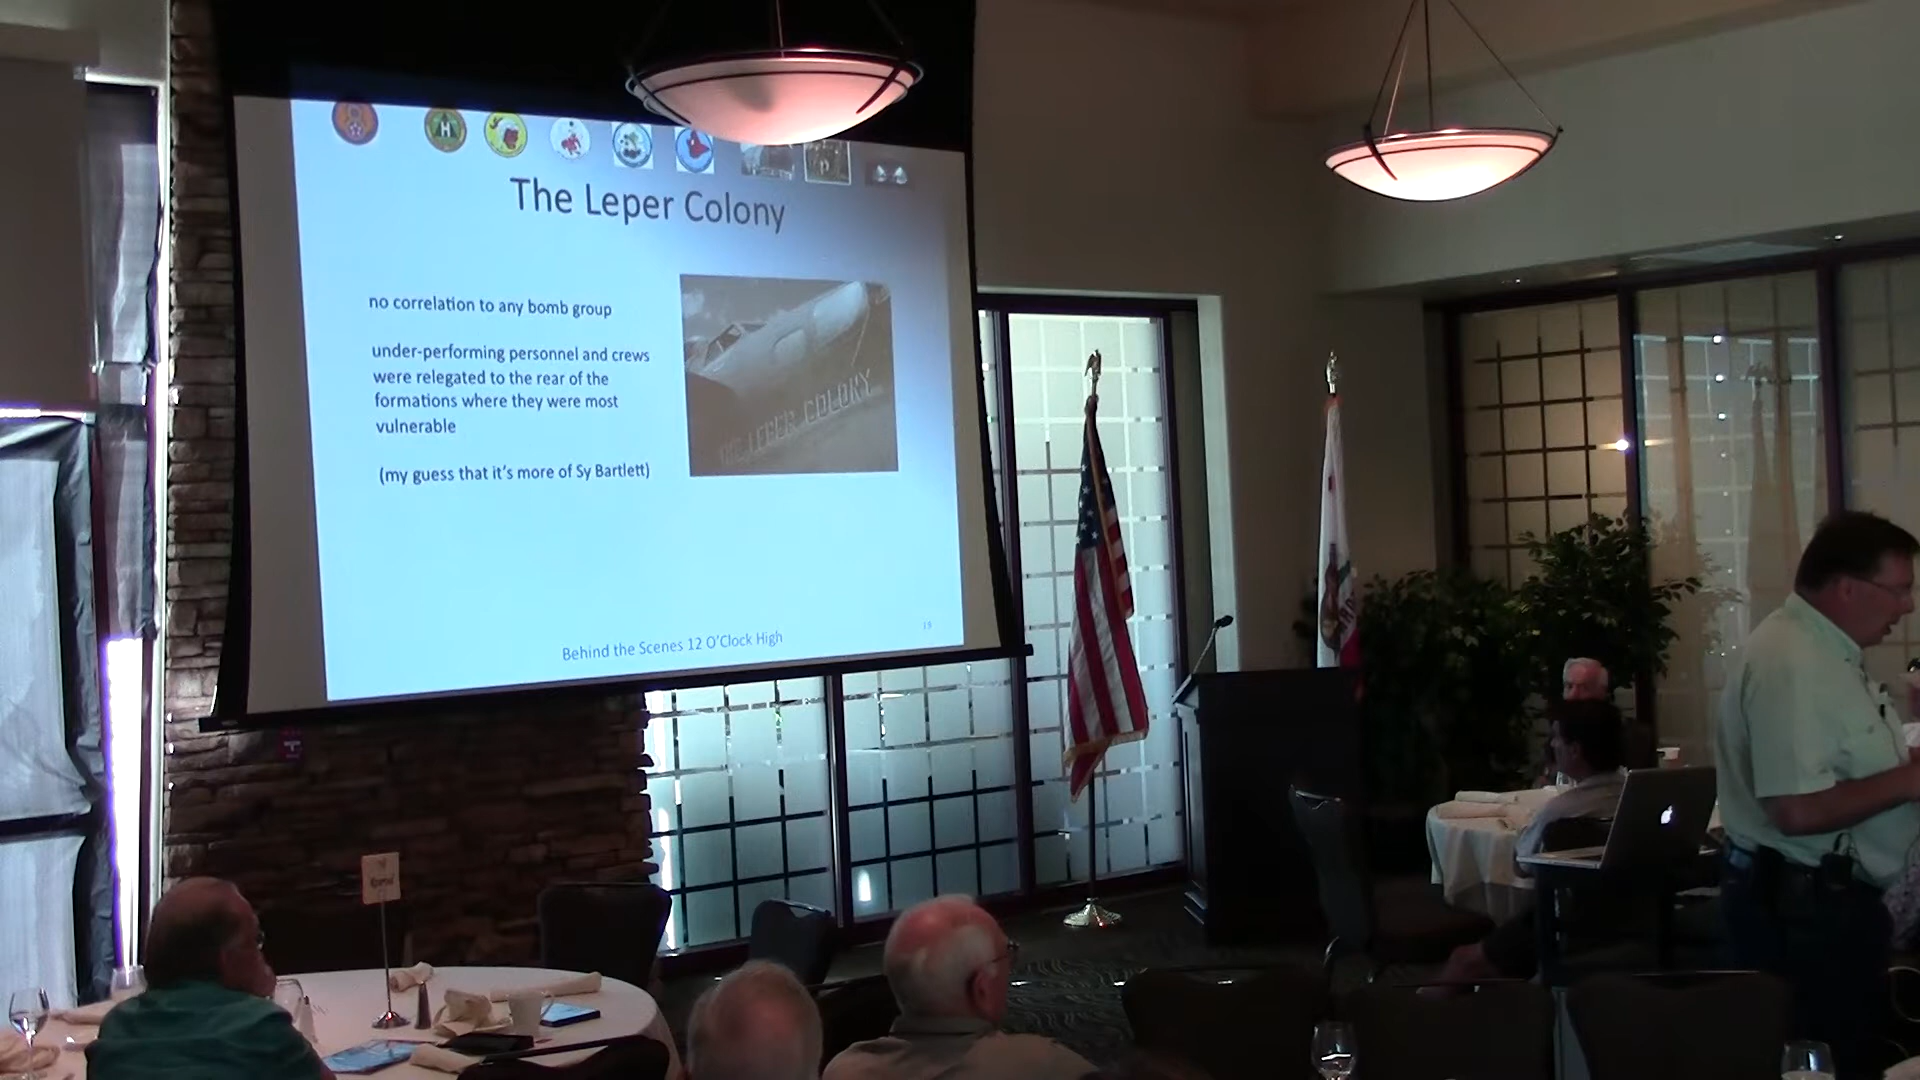 H
The Leper Colony
no correlation to any bomb group
under-performing personnel and crews
were relegated to the rear of the
formations where they were most
vulnerable
(my guess that it's more of Sy Bartlett)
THE LEPER COLONY
Behind the Scenes 12 O'Clock High